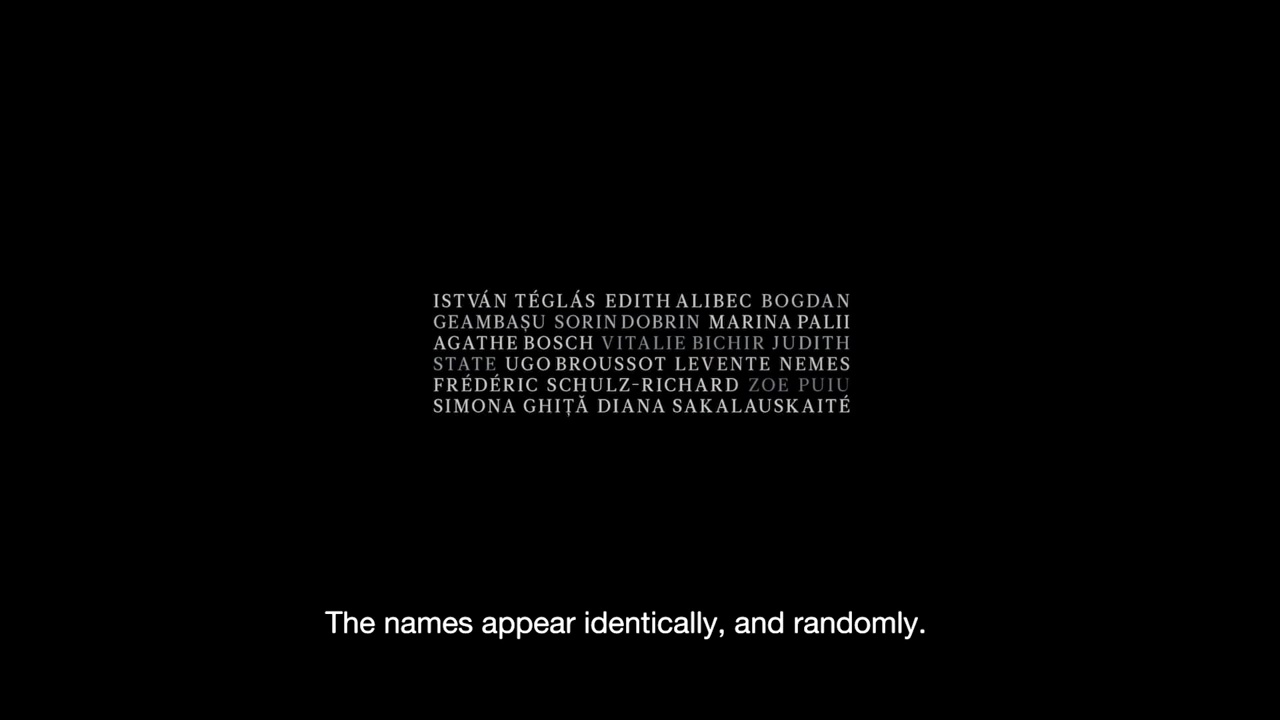 ISTVÁN TÉGLÁS EDITH ALIBEC BOGDAN
GEAMBAȘU SORIN DOBRIN MARINA PALII
AGATHE BOSCH VITALIE BICHIR JUDITH
STATE UGO BROUSSOT LEVENTE NEMES
FRÉDÉRIC SCHULZ-RICHARD ZOE PUIU
SIMONA GHIȚĂ DIANA SAKALAUSKAITÉ
The names appear identically, and randomly.